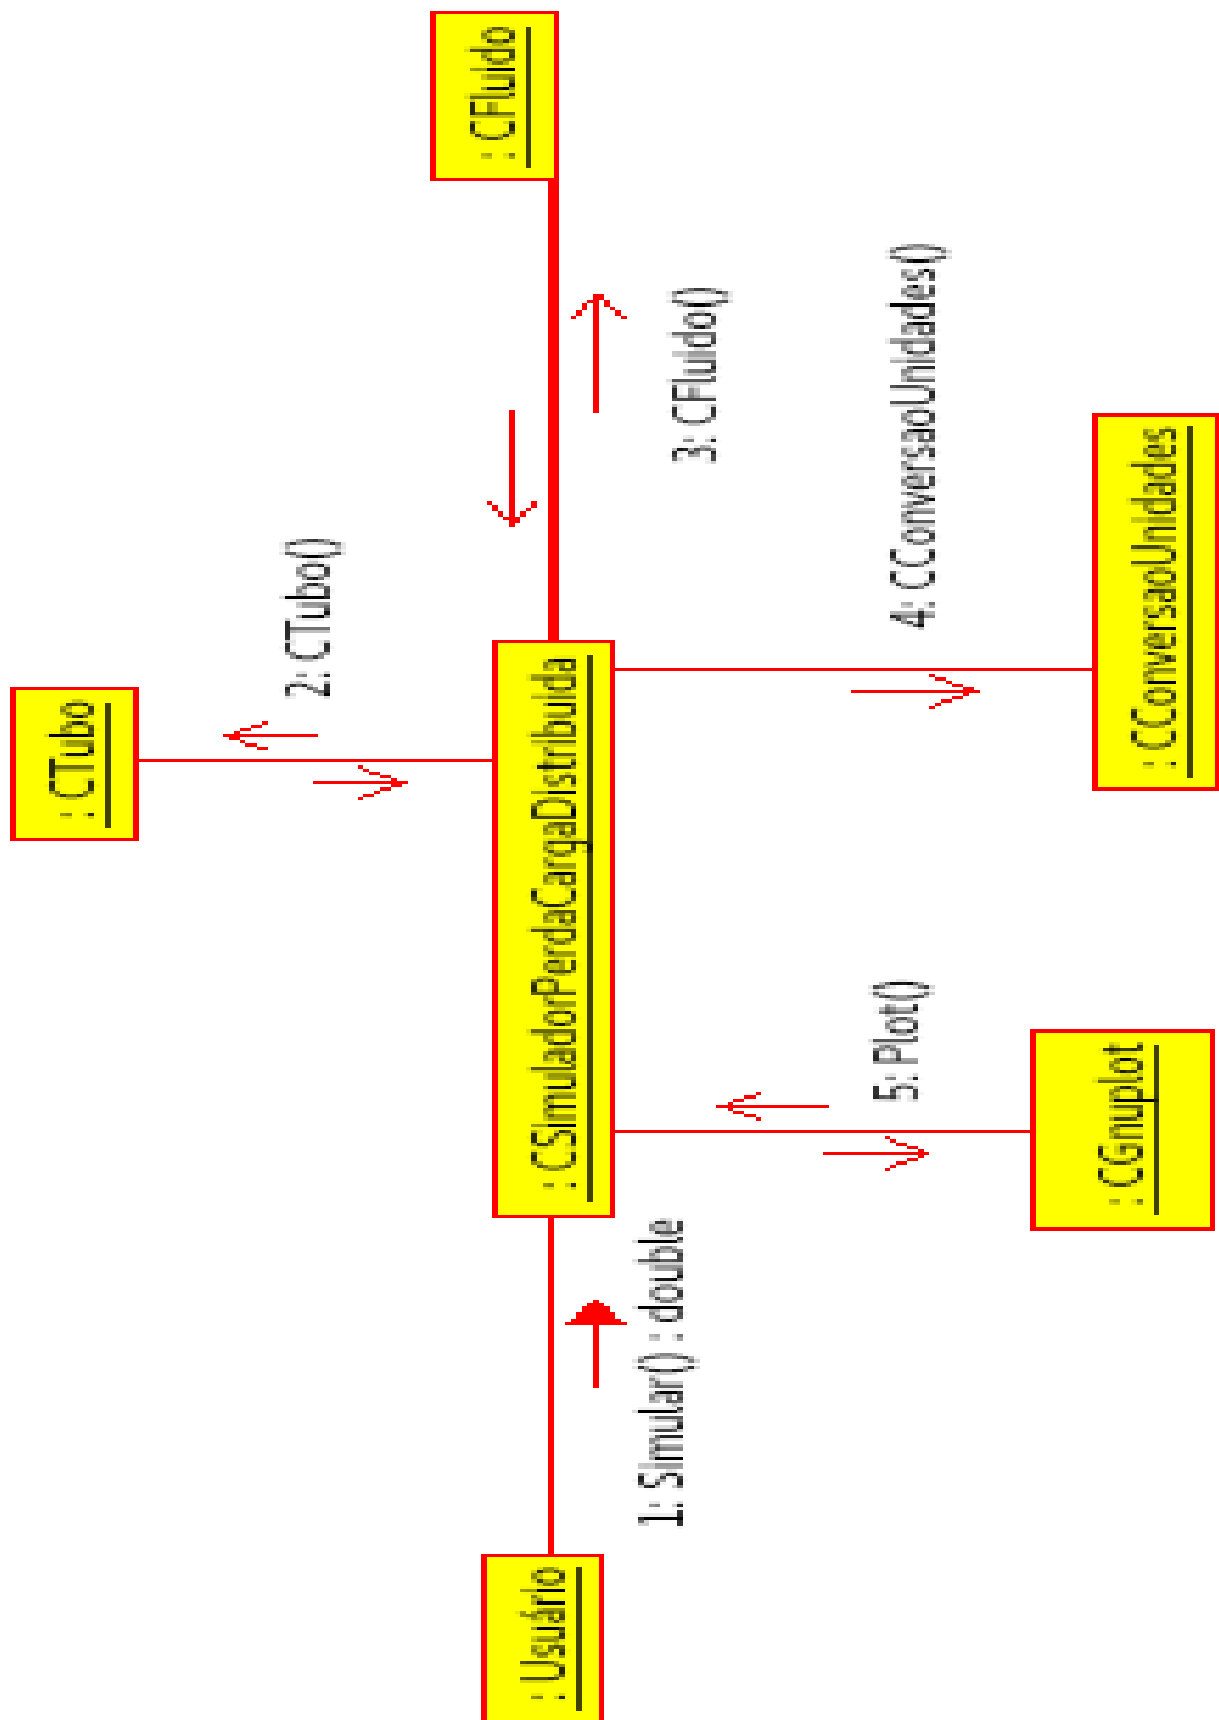 : CTubo
2: CTubo()
: CFluido
3: CFluido()
: CSimuladorPerdaCargaDistribuida
: Usuário
1: Simular() : double
5: Plot()
: CGnuplot
4: CConversaoUnidades()
: CConversaoUnidades